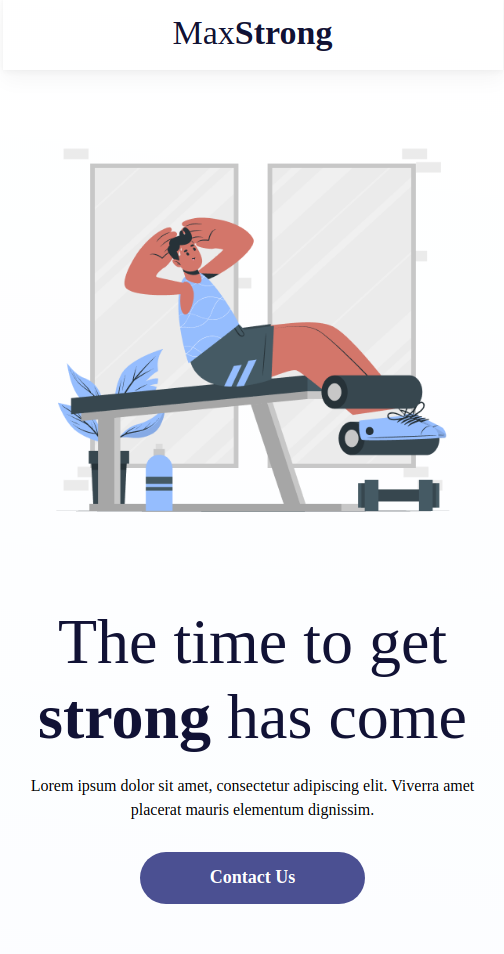 MaxStrong
The time to get
strong has come
Lorem ipsum dolor sit amet, consectetur adipiscing elit. Viverra amet
placerat mauris elementum dignissim.
Contact Us